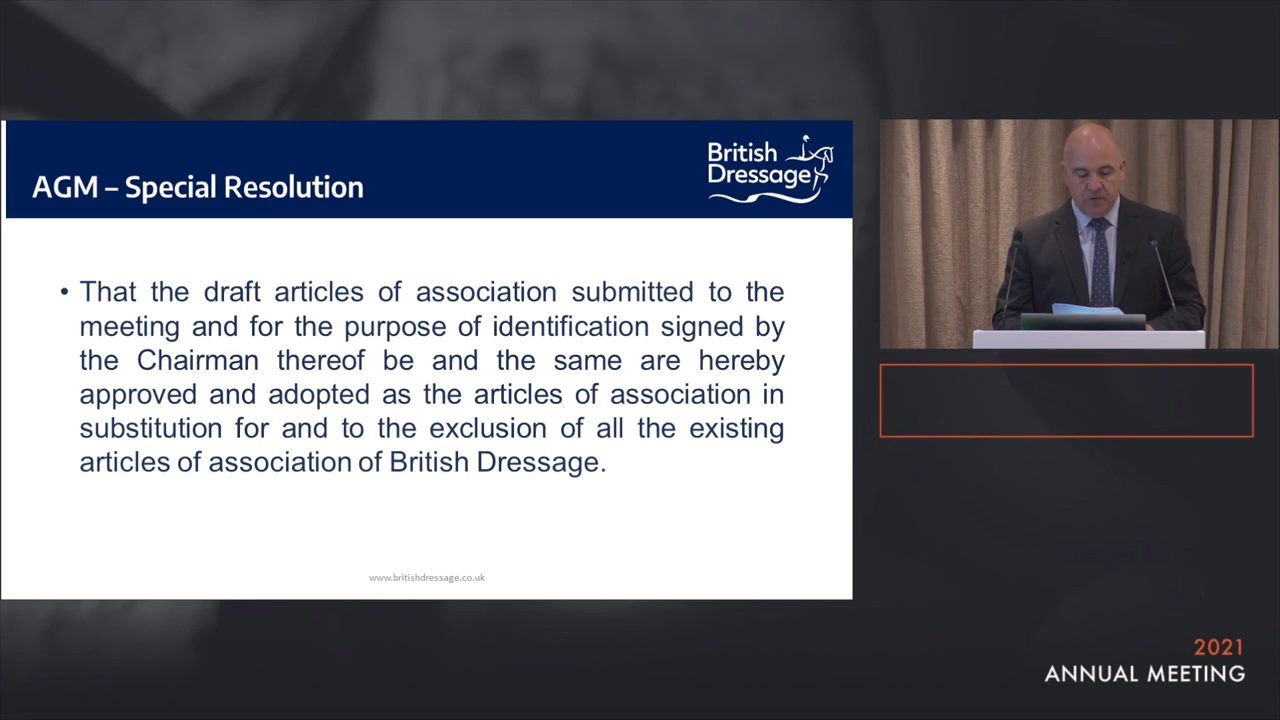 AGM – Special Resolution
British
Dressage
• That the draft articles of association submitted to the
meeting and for the purpose of identification signed by
the Chairman thereof be and the same are hereby
approved and adopted as the articles of association in
substitution for and to the exclusion of all the existing
articles of association of British Dressage.
www.britishdressage.co.uk
2021
ANNUAL MEETING